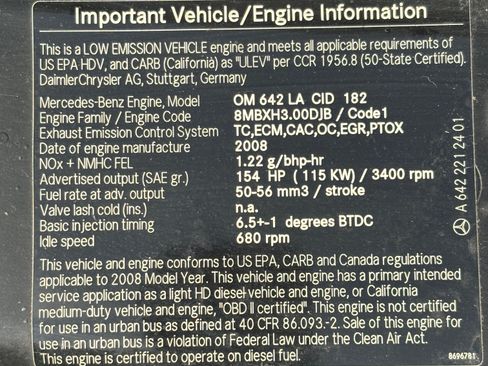 Important Vehicle/Engine Information
This is a LOW EMISSION VEHICLE engine and meets all applicable requirements of
US EPA HDV, and CARB (California) as "ULEV" per CCR 1956.8 (50-State Certified).
DaimlerChrysler AG, Stuttgart, Germany
Mercedes-Benz Engine, Model OM 642 LA CID 182
Engine Family / Engine Code 8MBXH3.00DJB / Code1
Exhaust Emission Control System TC,ECM,CAC,OC,EGR,PTOX
Date of engine manufacture 2008
NOx + NMHC FEL 1.22 g/bhp-hr
Advertised output (SAE gr.) 154 HP ( 115 KW) / 3400 rpm
Fuel rate at adv. output 50-56 mm3 / stroke
Valve lash cold (ins.) n.a.
Basic injection timing 6.5+-1 degrees BTDC
Idle speed 680 rpm
This vehicle and engine conforms to US EPA, CARB and Canada regulations
applicable to 2008 Model Year. This vehicle and engine has a primary intended
service application as a light HD diesel vehicle and engine, or California
medium-duty vehicle and engine, "OBD II certified". This engine is not certified
for use in an urban bus as defined at 40 CFR 86.093.-2. Sale of this engine for
use in an urban bus is a violation of Federal Law under the Clean Air Act.
This engine is certified to operate on diesel fuel.
A 642 221 24 01
8696781